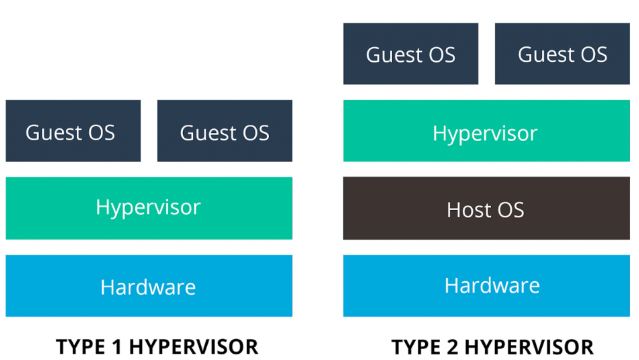 Guest OS
Guest OS
Hypervisor
Hardware
TYPE 1 HYPERVISOR
Guest OS
Guest OS
Hypervisor
Host OS
Hardware
TYPE 2 HYPERVISOR